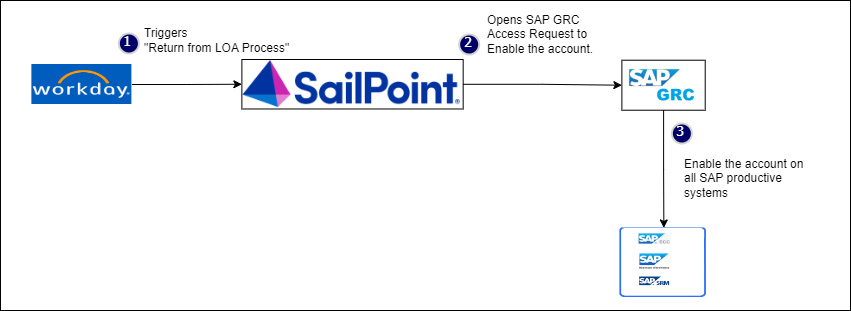 1
Triggers
"Return from LOA Process"
2
Opens SAP GRC
Access Request to
Enable the account.
workday.
SailPoint.
SAP
GRC
3
Enable the account on
all SAP productive
systems
SAP ECC
SAP
SAP SRM